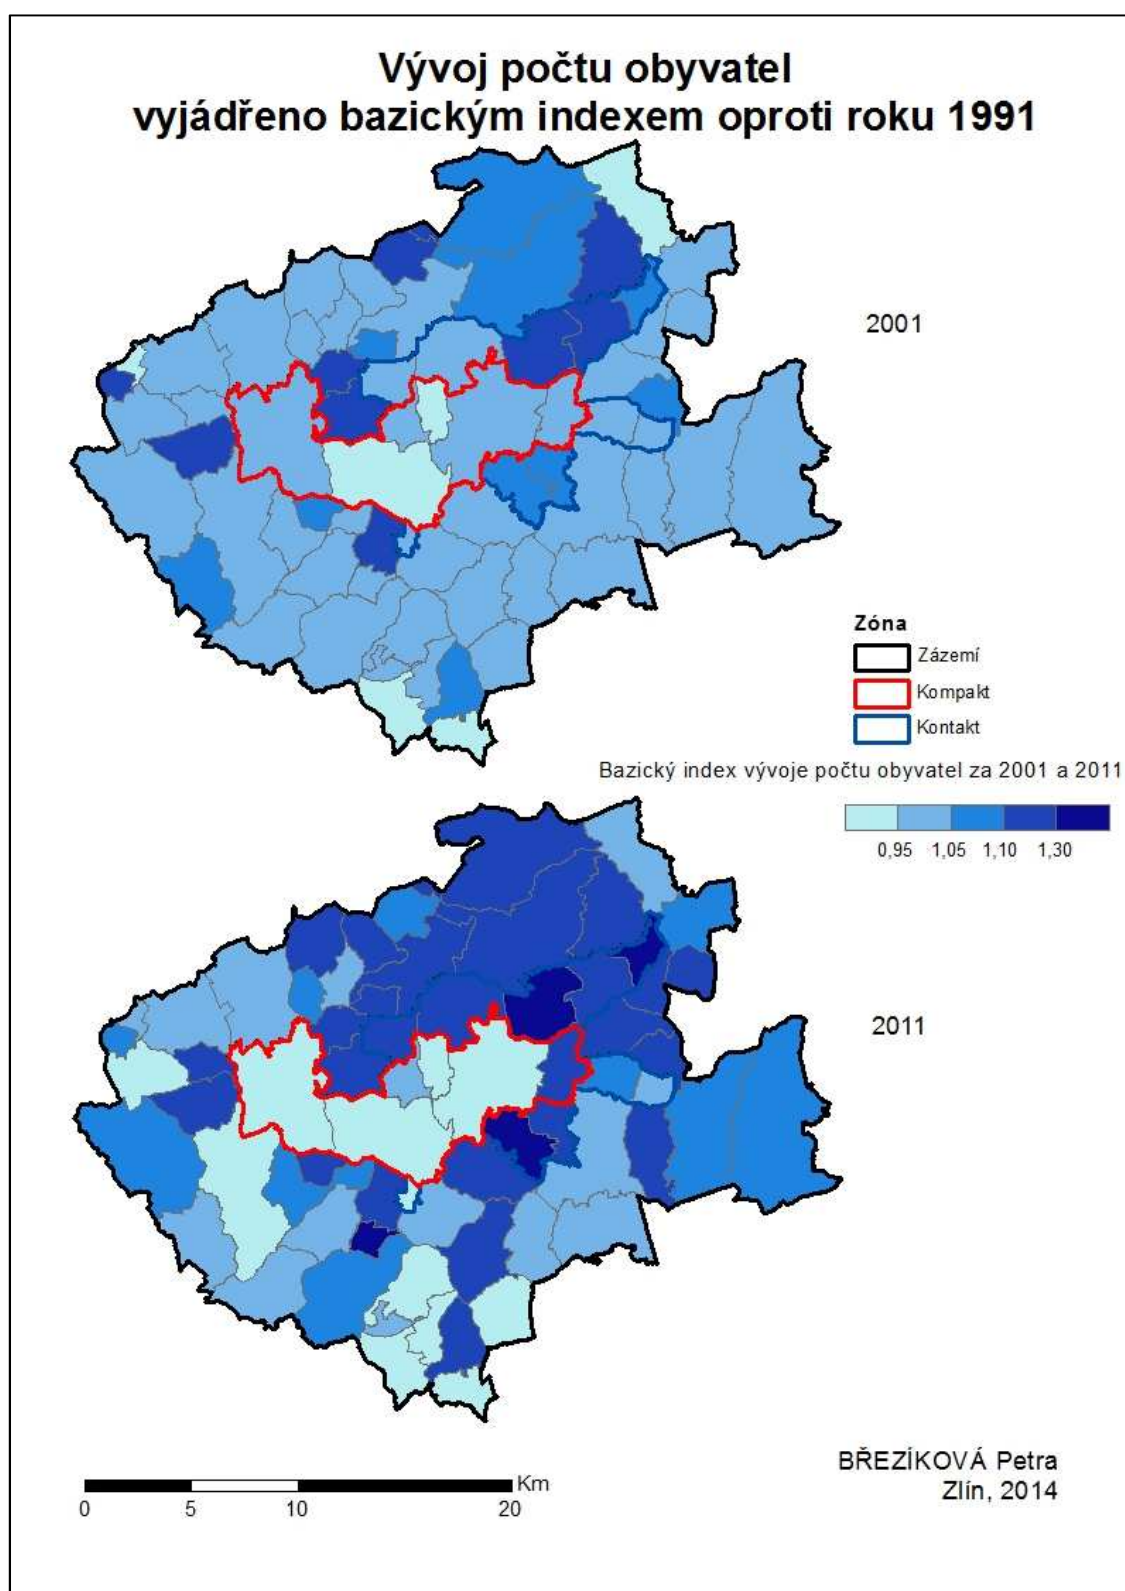 Vývoj počtu obyvatel
vyjádřeno bazickým indexem oproti roku 1991
2001
Zóna
Zázemí
Kompakt
Kontakt
Bazický index vývoje počtu obyvatel za 2001 a 2011
0,95 1,05 1,10 1,30
2011
BŘEZÍKOVÁ Petra
Zlín, 2014
Km
0 5 10 20